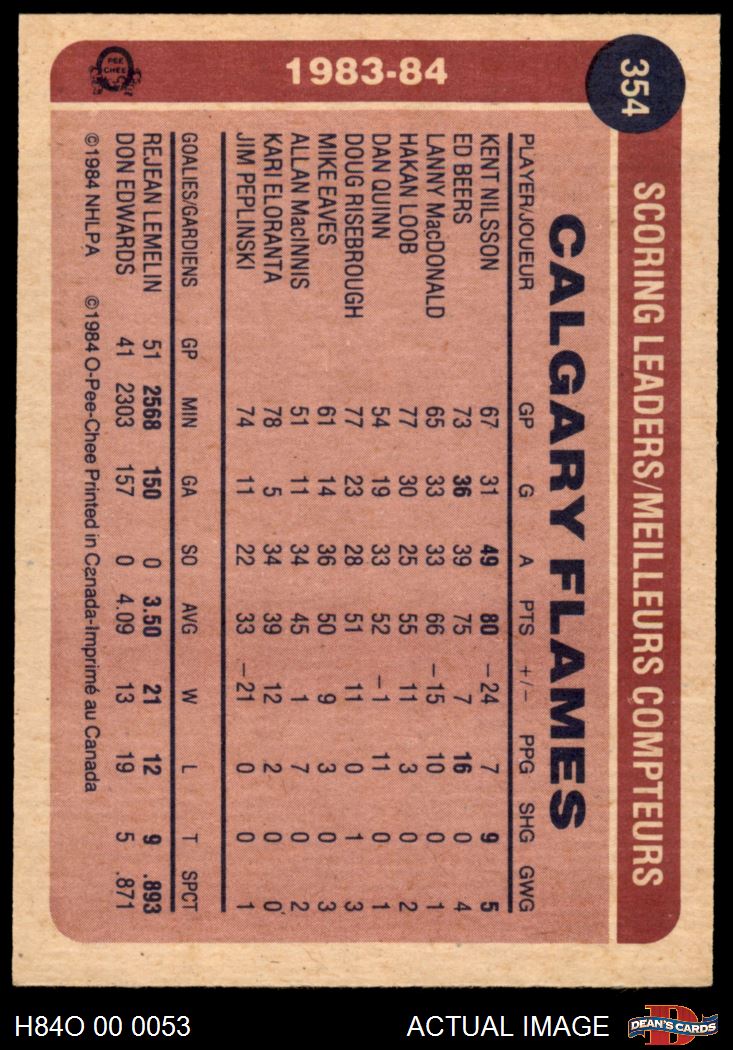 354
SCORING LEADERS/MEILLEURS COMPTEURS
1983-84
OPEE CHEE
CALGARY FLAMES
PLAYER/JOUEUR GP G A PTS +/- PPG SHG GWG
KENT NILSSON 67 31 49 80 -24 7 9 5
ED BEERS 73 36 39 75 7 16 0 4
LANNY MacDONALD 65 33 33 66 -15 10 0 1
HAKAN LOOB 77 30 25 55 11 3 0 2
DAN QUINN 54 19 33 52 -1 11 0 1
DOUG RISEBROUGH 77 23 28 51 11 0 1 3
MIKE EAVES 61 14 36 50 9 3 0 3
ALLAN MacINNIS 51 11 34 45 1 7 0 2
KARI ELORANTA 78 5 34 39 12 2 0 0
JIM PEPLINSKI 74 11 22 33 -21 0 0 1
GOALIES/GARDIENS GP MIN GA SO AVG W L T SPCT
REJEAN LEMELIN 51 2568 150 0 3.50 21 12 9 .893
DON EDWARDS 41 2303 157 0 4.09 13 19 5 .871
©1984 NHLPA ©1984 O-Pee-Chee Printed in Canada-Imprimé au Canada
H84O 00 0053 ACTUAL IMAGE D DEAN'S CARDS